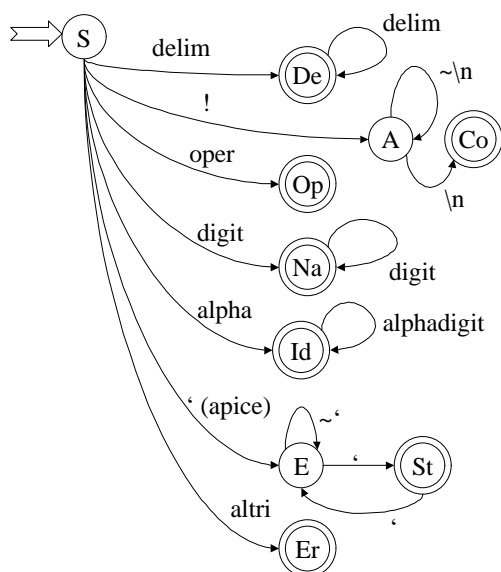 S
delim
delim
De
~\n
!
A
Co
oper
\n
Op
digit
Na
digit
alpha
alphadigit
Id
‘ (apice)
~‘
E
‘
St
‘
altri
Er